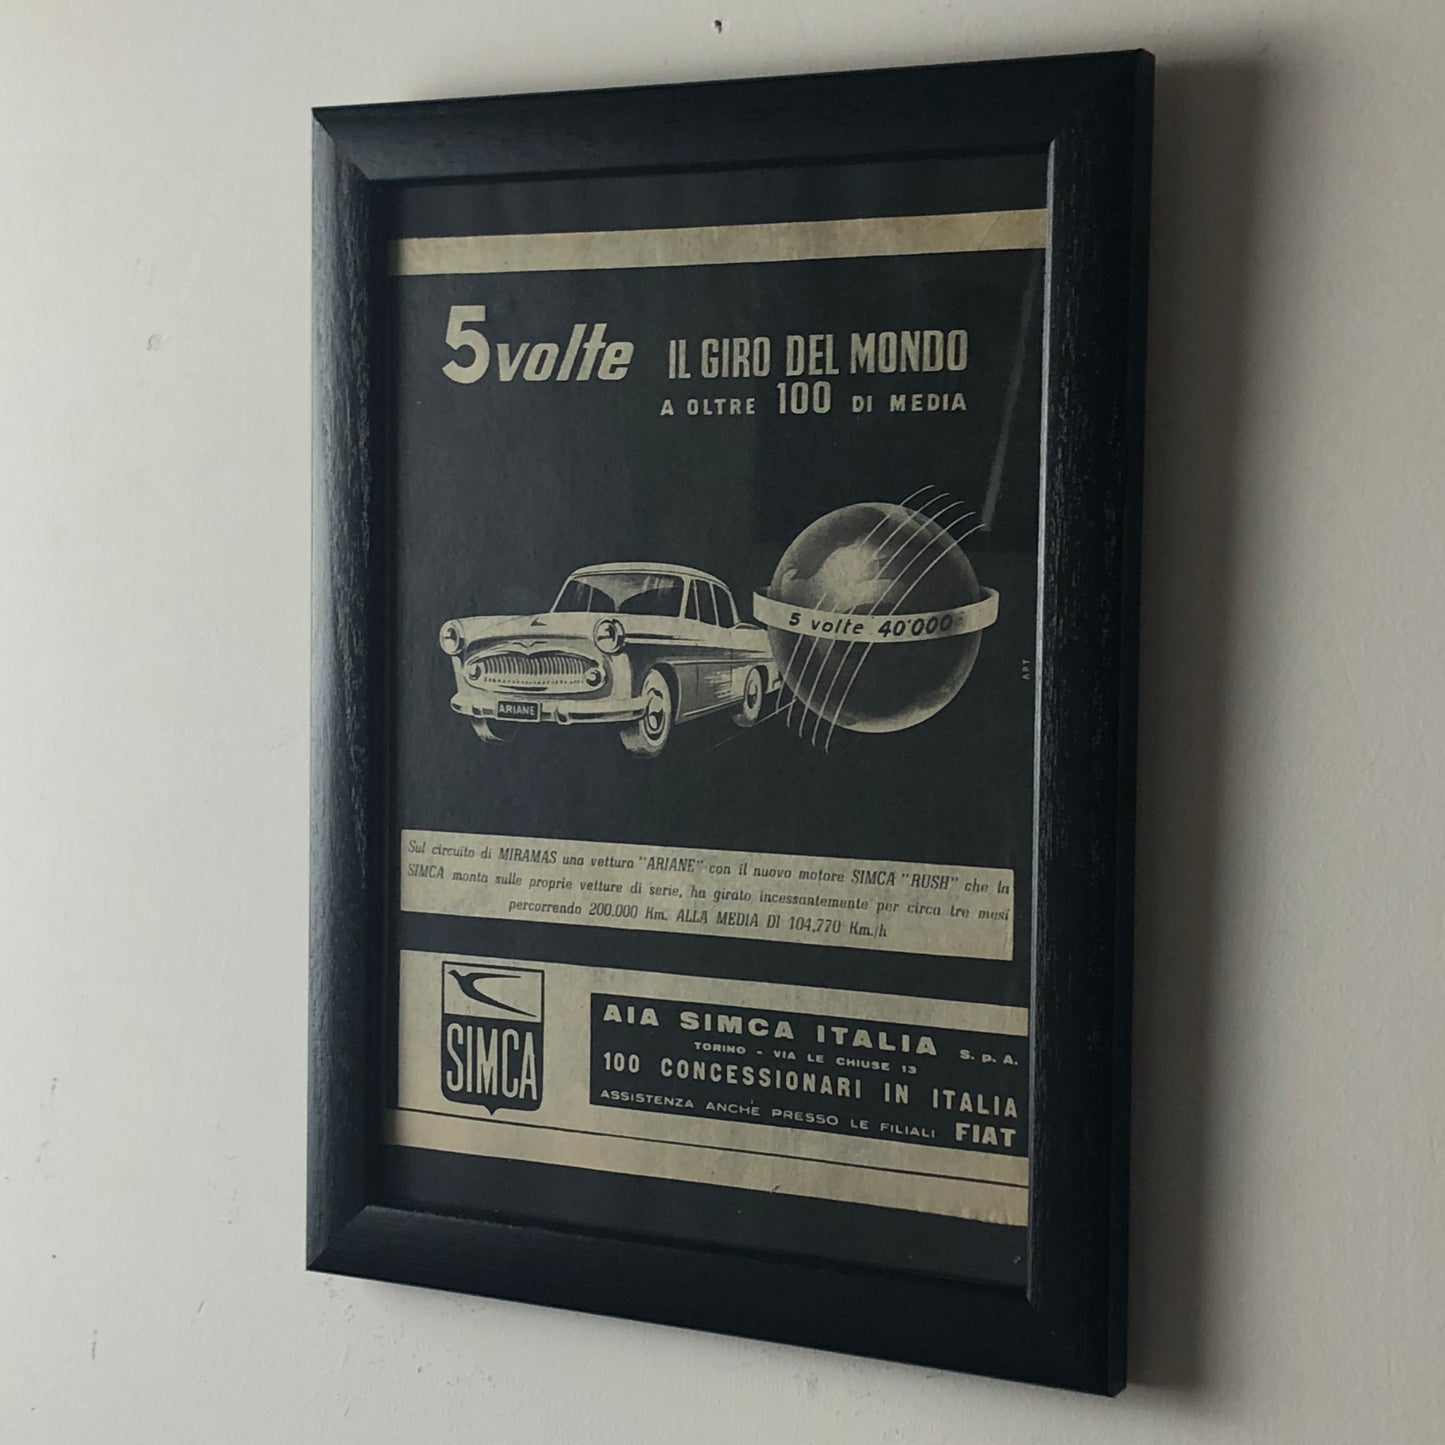 5 volte IL GIRO DEL MONDO
A OLTRE 100 DI MEDIA
5 volte 40'000
APT
ARIANE
Sul circuito di MIRAMAS una vettura "ARIANE" con il nuovo motore SIMCA "RUSH" che la
SIMCA monta sulle proprie vetture di serie, ha girato incessantemente per circa tre mesi
percorrendo 200.000 Km. ALLA MEDIA DI 104,770 Km./h
SIMCA
AIA SIMCA ITALIA S.P.A.
TORINO - VIA LE CHIUSE 13
100 CONCESSIONARI IN ITALIA
ASSISTENZA ANCHE PRESSO LE FILIALI FIAT